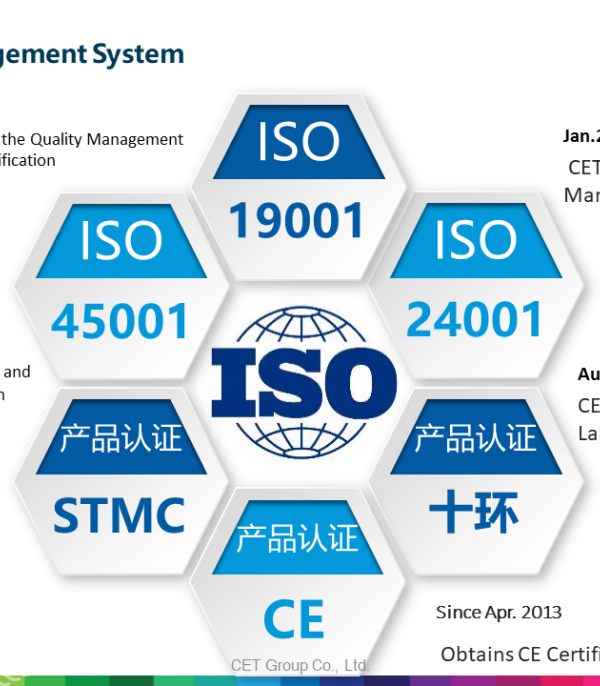 gement System
the Quality Management
ification
Jan.2
CET
Mar
ISO
19001
ISO
45001
ISO
24001
ISO
and
n
Au
CE
La
产品认证
STMC
产品认证
十环
产品认证
CE
Since Apr. 2013
Obtains CE Certifi
CET Group Co., Ltd.